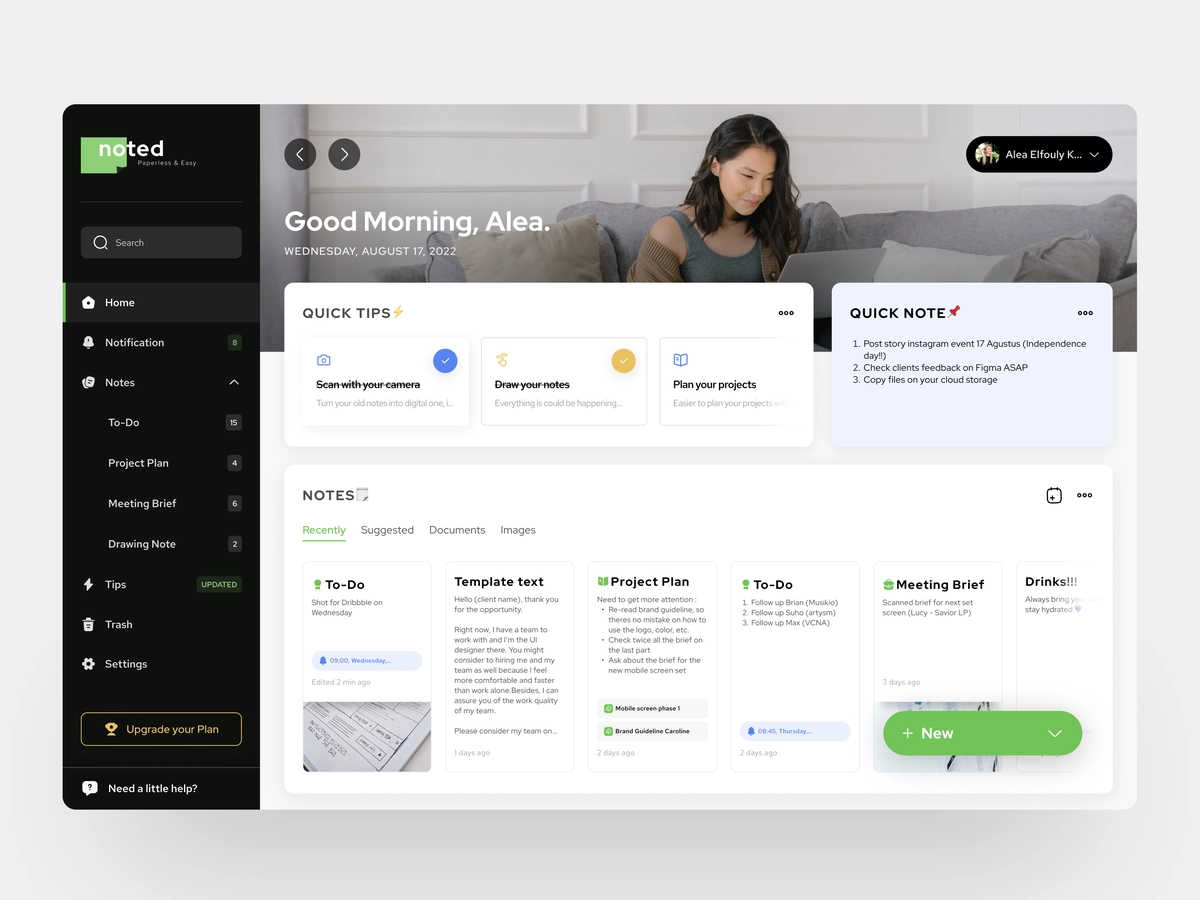 noted
Paperless & Easy
Search
Home
Notification
8
Notes
To-Do
15
Project Plan
4
Meeting Brief
6
Drawing Note
2
Tips
UPDATED
Trash
Settings
Upgrade your Plan
Need a little help?
Alea Elfouly K...
Good Morning, Alea.
WEDNESDAY, AUGUST 17, 2022
QUICK TIPS
Scan with your camera
Turn your old notes into digital one, i...
Draw your notes
Everything is could be happening...
Plan your projects
Easier to plan your projects
QUICK NOTE
1. Post story instagram event 17 Agustus (Independence
day!!)
2. Check clients feedback on Figma ASAP
3. Copy files on your cloud storage
NOTES
Recently
Suggested
Documents
Images
To-Do
Shot for Dribbble on
Wednesday
09:00, Wednesday,...
Edited 2 min ago
Template text
Hello (client name), thank you
for the opportunity.
Right now, I have a team to
work with and I'm the UI
designer there. You might
consider to hiring me and my
team as well because I feel
more comfortable and faster
than work alone.Besides, I can
assure you of the work quality
of my team.
Please consider my team on...
1 days ago
Project Plan
Need to get more attention :
• Re-read brand guideline, so
theres no mistake on how to
use the logo, color, etc.
• Check twice all the brief on
the last part
• Ask about the brief for the
new mobile screen set
Mobile screen phase 1
Brand Guideline Caroline
2 days ago
To-Do
1. Follow up Brian (Musikio)
2. Follow up Suho (artysm)
3. Follow up Max (VCNA)
08:45, Thursday,...
2 days ago
Meeting Brief
Scanned brief for next set
screen (Lucy - Savior LP)
3 days ago
Drinks!!!
Always bring
stay hydrated
+ New